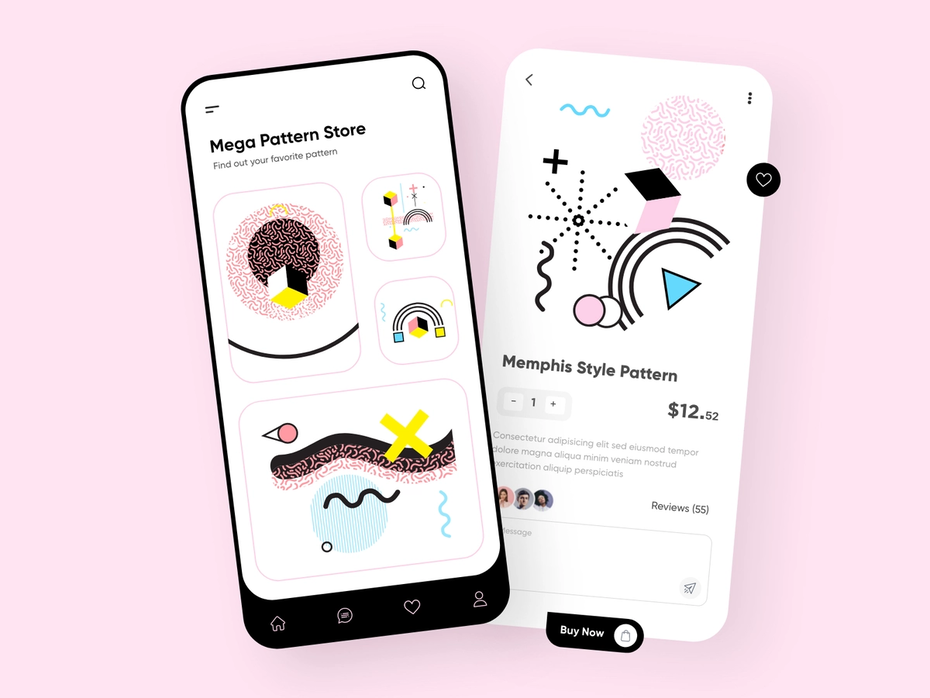 Mega Pattern Store
Find out your favorite pattern
Memphis Style Pattern
- 1 +
$12.52
Consectetur adipisicing elit sed eiusmod tempor
dolore magna aliqua minim veniam nostrud
exercitation aliquip perspiciatis
Reviews (55)
Message
Buy Now